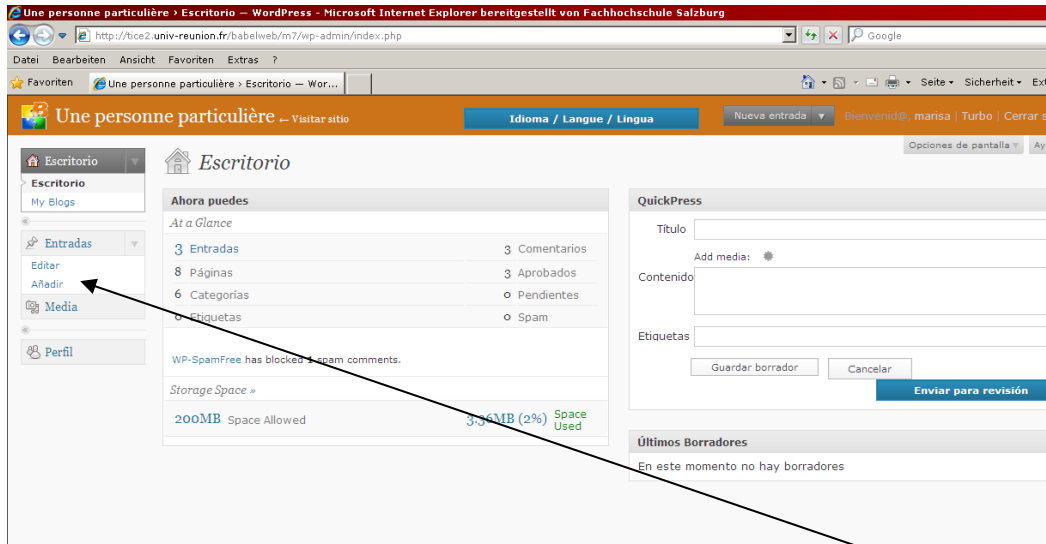 Une personne particulière › Escritorio — WordPress - Microsoft Internet Explorer bereitgestellt von Fachhochschule Salzburg
http://tice2.univ-reunion.fr/babelweb/m7/wp-admin/index.php
Google
Datei Bearbeiten Ansicht Favoriten Extras ?
Favoriten Une personne particulière › Escritorio — Wor... Seite Sicherheit Ext
Une personne particulière ← Visitar sitio Idioma / Langue / Lingua Nueva entrada Bienvenid@, marisa | Turbo | Cerrar s
Opciones de pantalla Ay
Escritorio
Escritorio
My Blogs
Entradas
Editar
Añadir
Media
Perfil
Escritorio
Ahora puedes
At a Glance
3 Entradas 3 Comentarios
8 Páginas 3 Aprobados
6 Categorías 0 Pendientes
0 Etiquetas 0 Spam
WP-SpamFree has blocked 1 spam comments.
Storage Space »
200MB Space Allowed 3.36MB (2%) Space Used
QuickPress
Título
Add media:
Contenido
Etiquetas
Guardar borrador Cancelar
Enviar para revisión
Últimos Borradores
En este momento no hay borradores